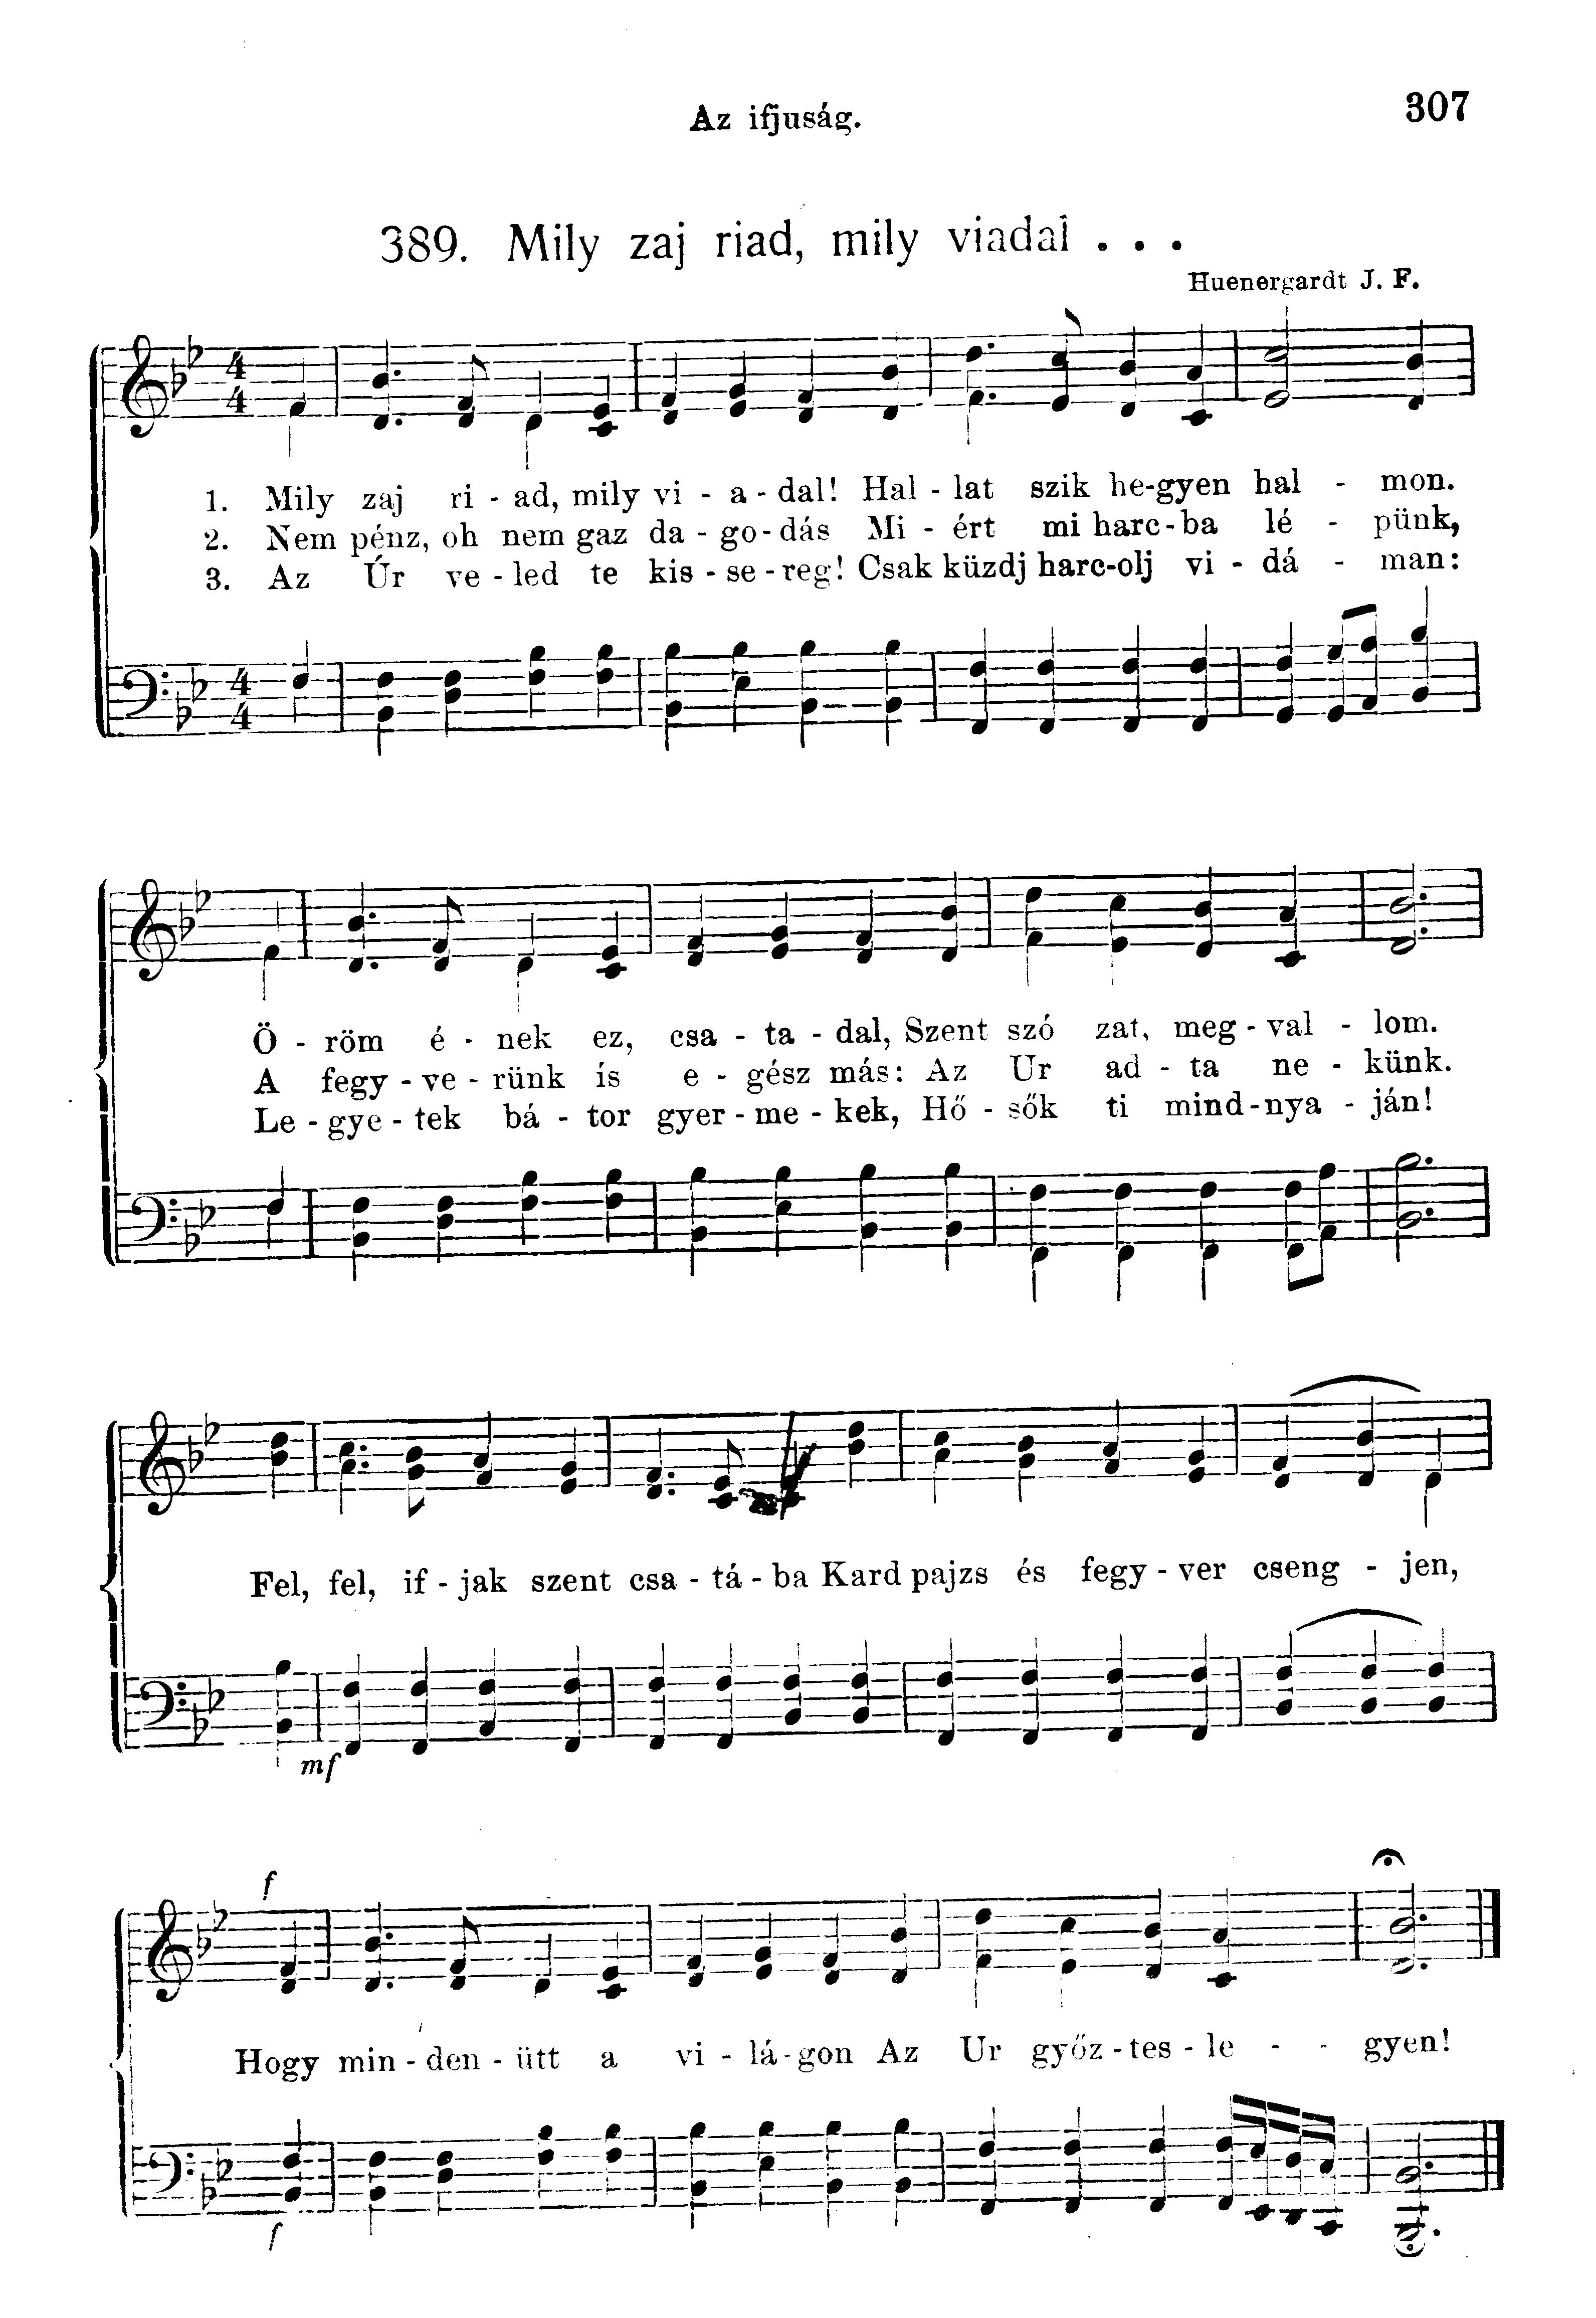 Az ifjuság.
307
389. Mily zaj riad, mily viadal . . .
Huenergardt J. F.
4
4
1. Mily zaj ri - ad, mily vi - a - dal! Hal - lat szik he-gyen hal - mon.
2. Nem pénz, oh nem gaz da - go - dás Mi - ért mi harc-ba lé - pünk,
3. Az Úr ve - led te kis - se - reg! Csak küzdj harc-olj vi - dá - man:
4
4
Ö - röm é - nek ez, csa - ta - dal, Szent szó zat, meg - val - lom.
A fegy - ve - rünk ís e - gész más: Az Ur ad - ta ne - künk.
Le - gye - tek bá - tor gyer - me - kek, Hő - sők ti mind-nya - ján!
Fel, fel, if - jak szent csa - tá - ba Kard pajzs és fegy - ver cseng - jen,
mf
f
Hogy min - den - ütt a vi - lá - gon Az Ur győz - tes - le - - gyen!
f